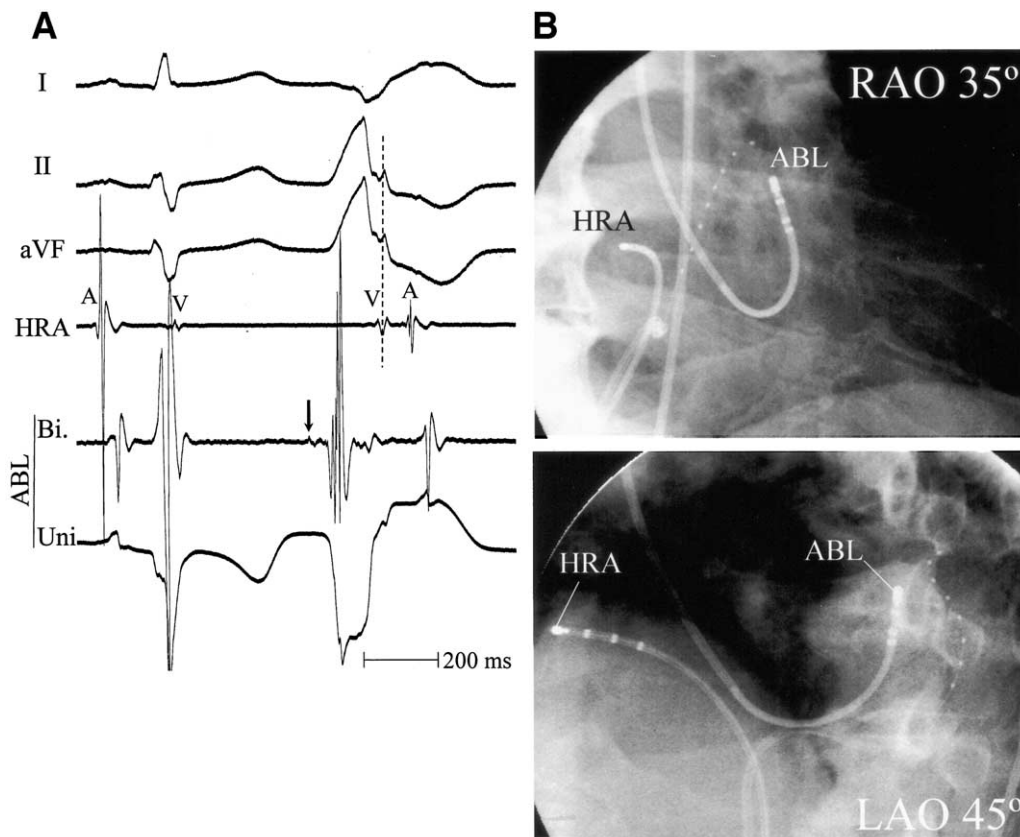 A
I
II
aVF
A
V
V
A
HRA
Bi.
ABL
Uni
200 ms
B
RAO 35º
ABL
HRA
HRA
ABL
LAO 45º